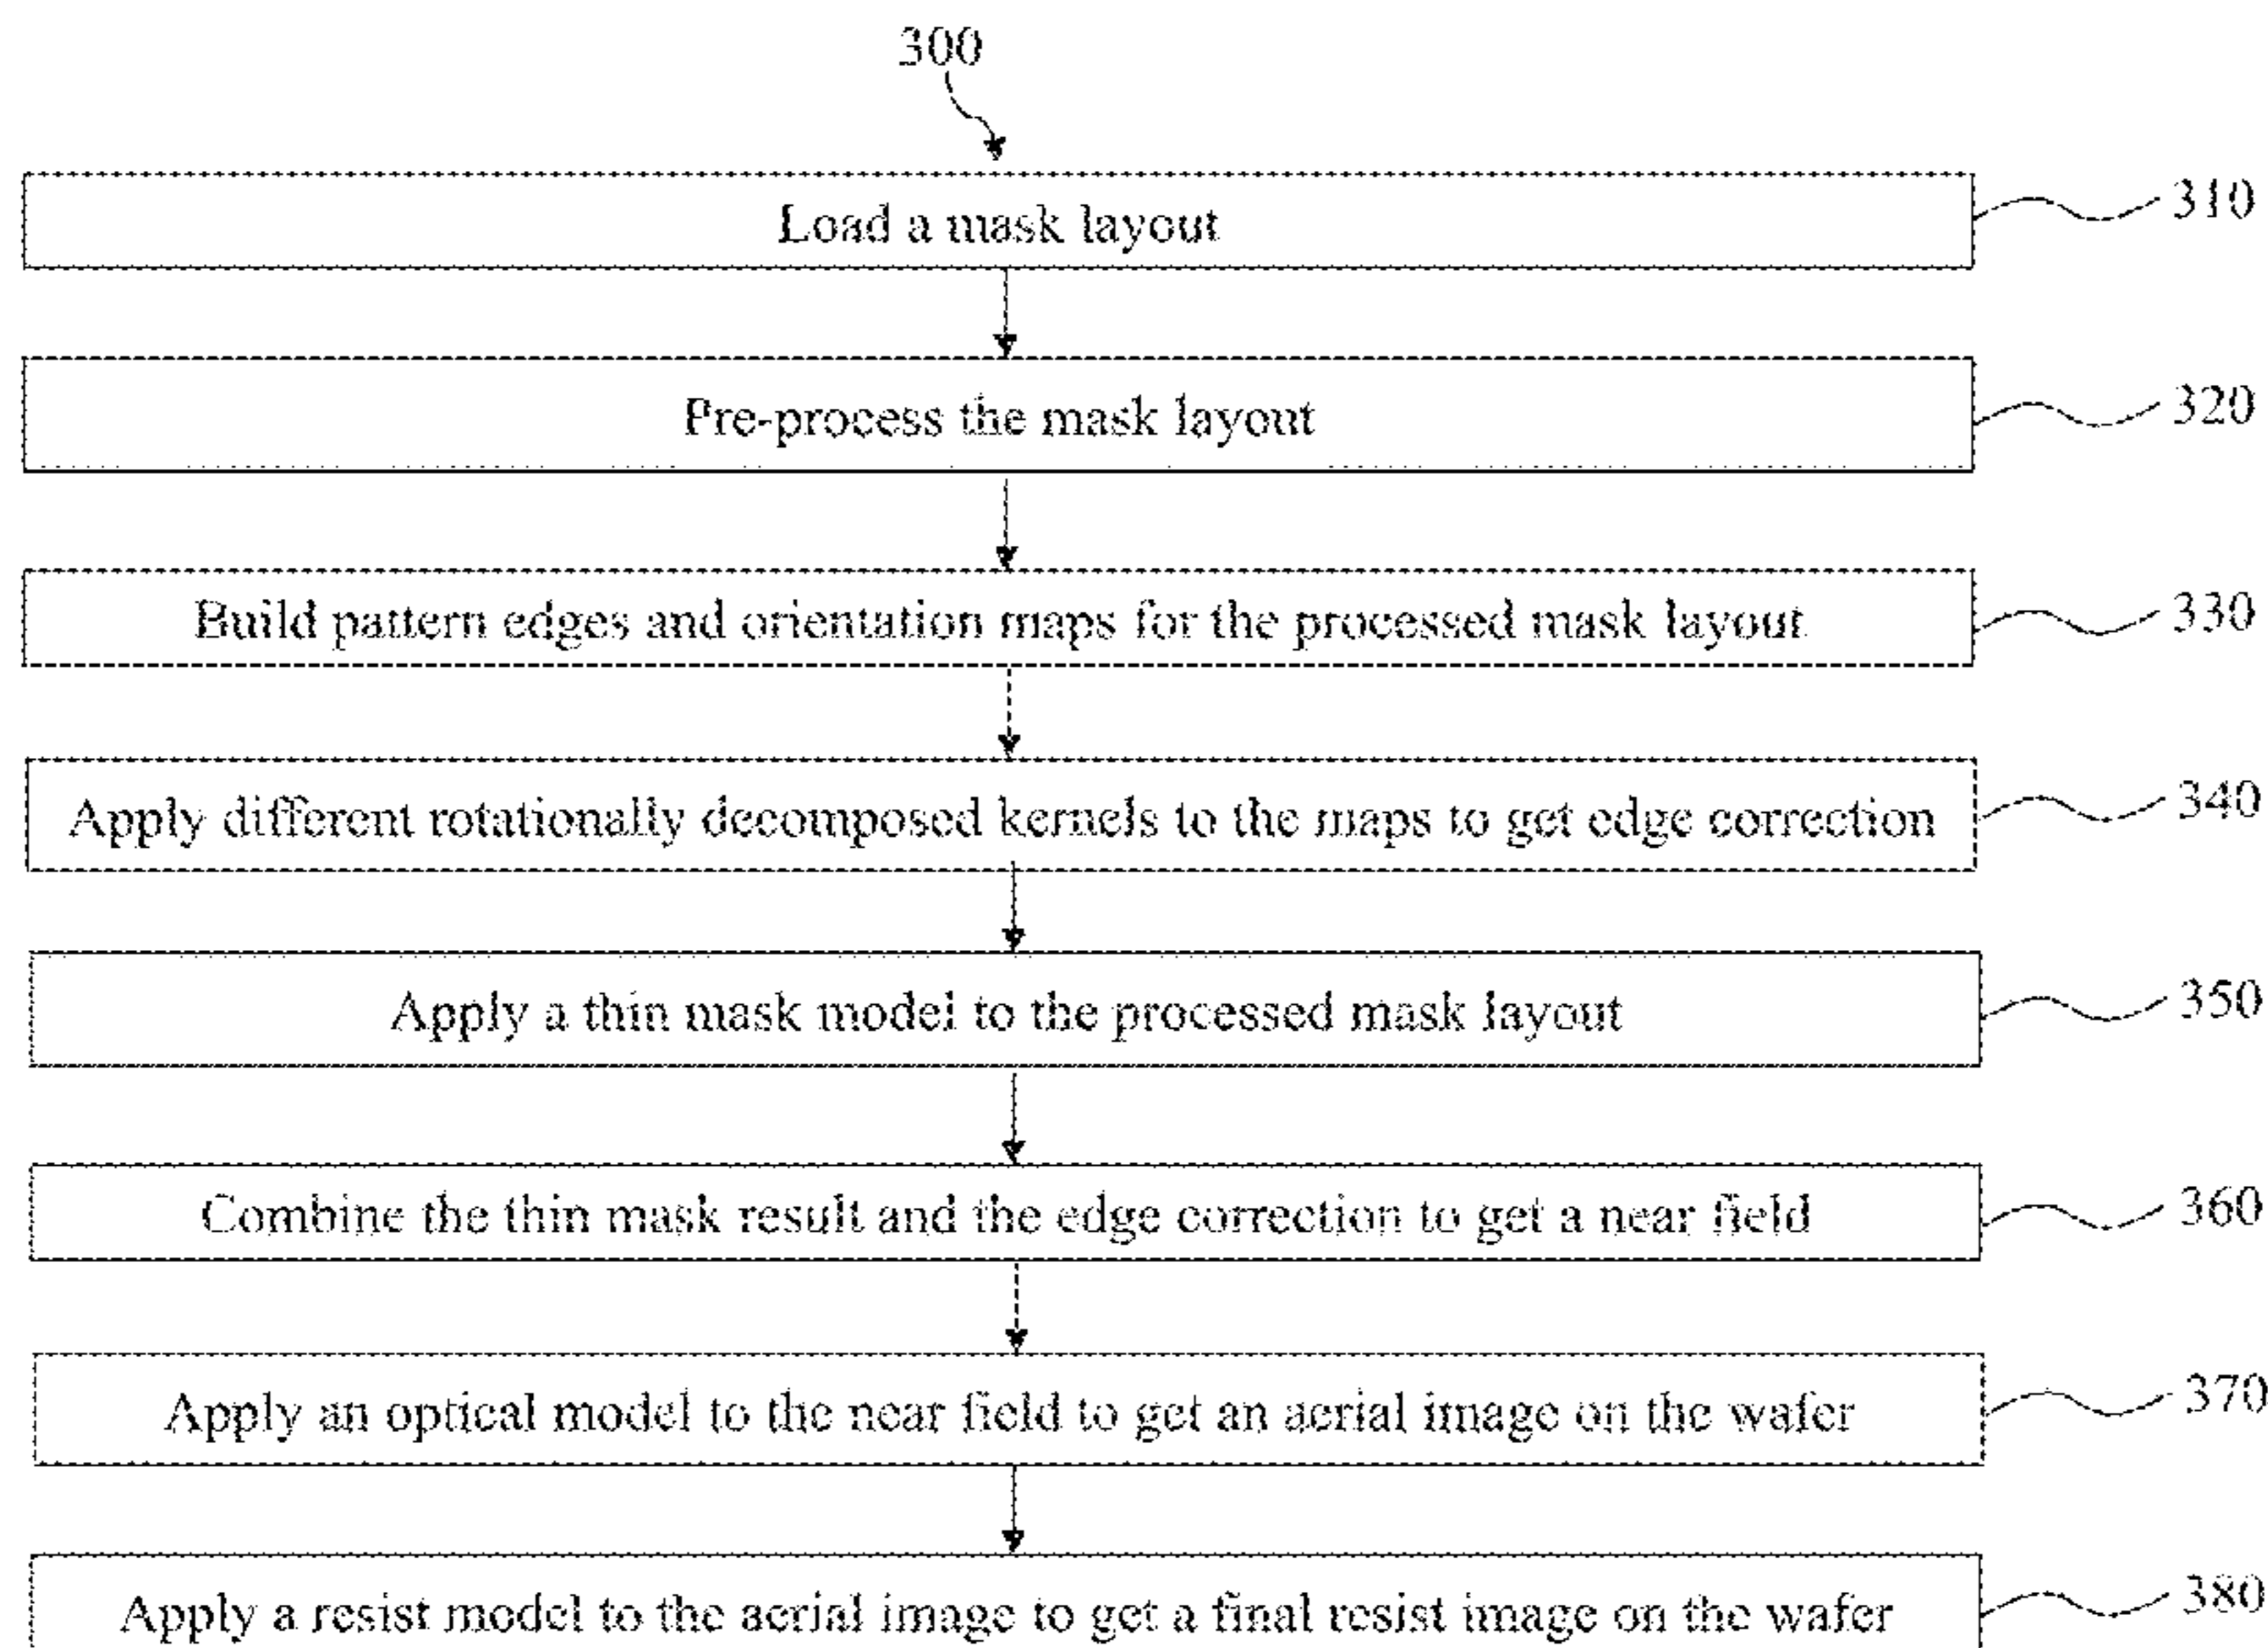 300
Load a mask layout
310
Pre-process the mask layout
320
Build pattern edges and orientation maps for the processed mask layout
330
Apply different rotationally decomposed kernels to the maps to get edge correction
340
Apply a thin mask model to the processed mask layout
350
Combine the thin mask result and the edge correction to get a near field
360
Apply an optical model to the near field to get an aerial image on the wafer
370
Apply a resist model to the aerial image to get a final resist image on the wafer
380